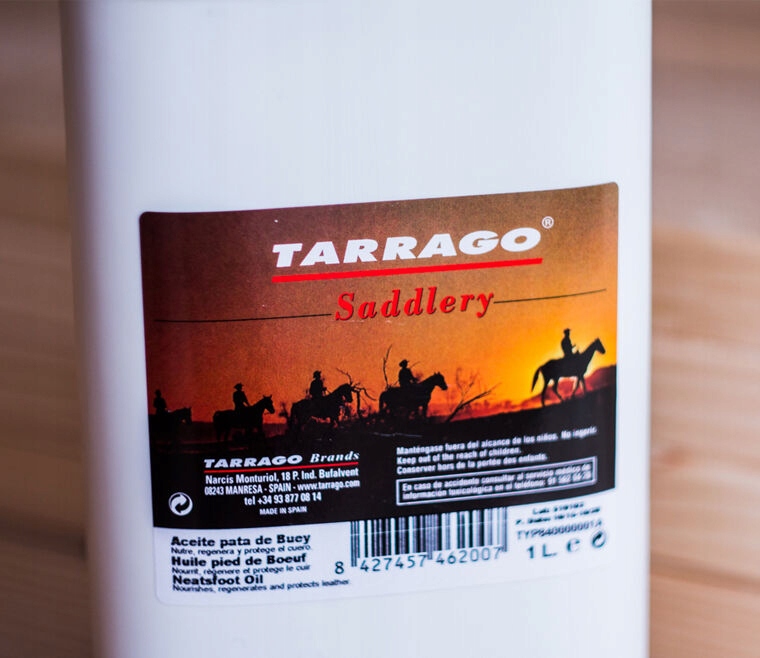 TARRAGO®
Saddlery
TARRAGO Brands
Narcis Monturiol, 18 P. Ind. Bufalvent
08243 MANRESA - SPAIN - www.tarrago.com
tel +34 93 877 08 14
MADE IN SPAIN
Manténgase fuera del alcance de los niños. No ingerir.
Keep out of the reach of children.
Conserver hors de la portée des enfants.
En caso de accidente consultar al servicio médico de
información toxicológica en el teléfono: 91 562 04 20
Aceite pata de Buey
Nutre, regenera y protege el cuero.
Huile pied de Boeuf
Nourrit, régénère et protège le cuir
Neatsfoot Oil
Nourishes, regenerates and protects leather.
8 427457 462007
1 L. e